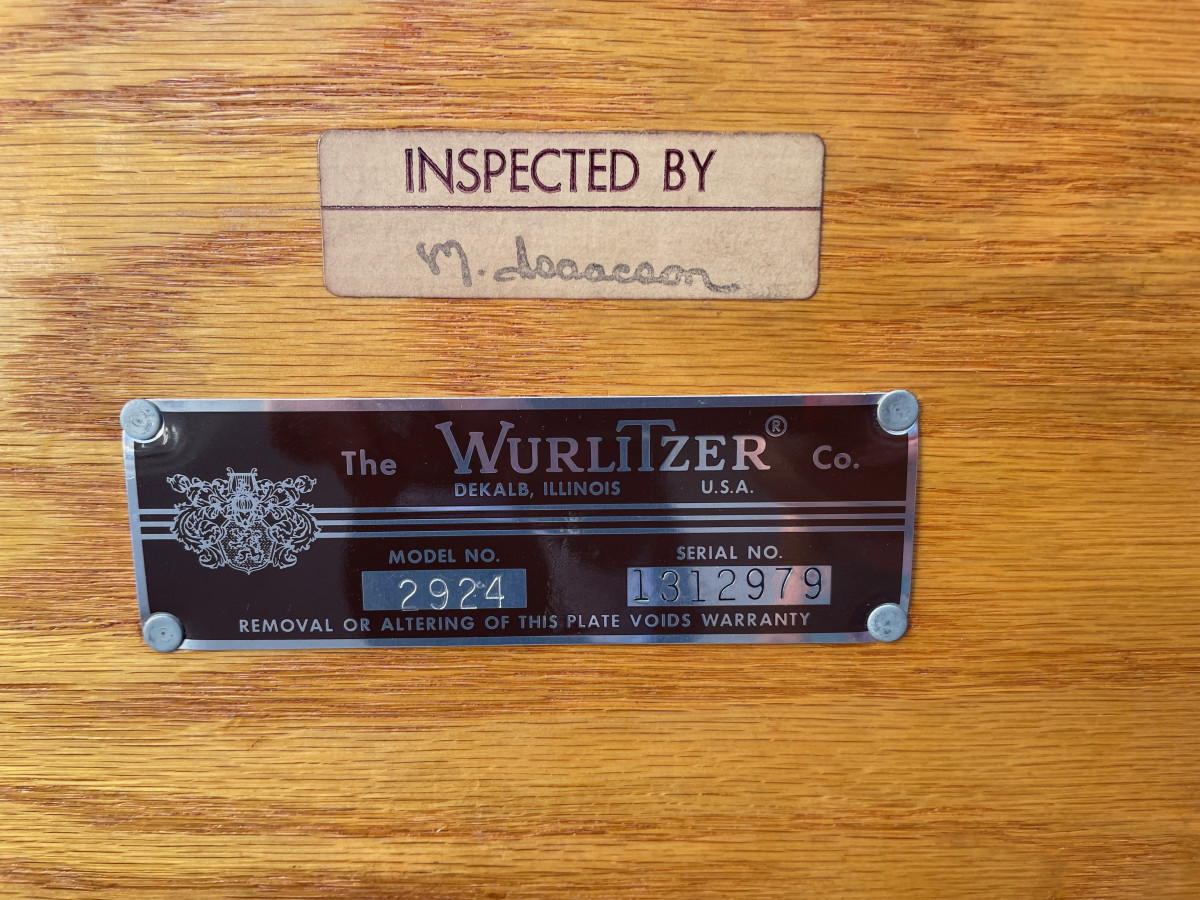 INSPECTED BY
M. Isaacson
The WURLITZER® Co.
DEKALB, ILLINOIS U.S.A.
MODEL NO. SERIAL NO.
2924 1312979
REMOVAL OR ALTERING OF THIS PLATE VOIDS WARRANTY